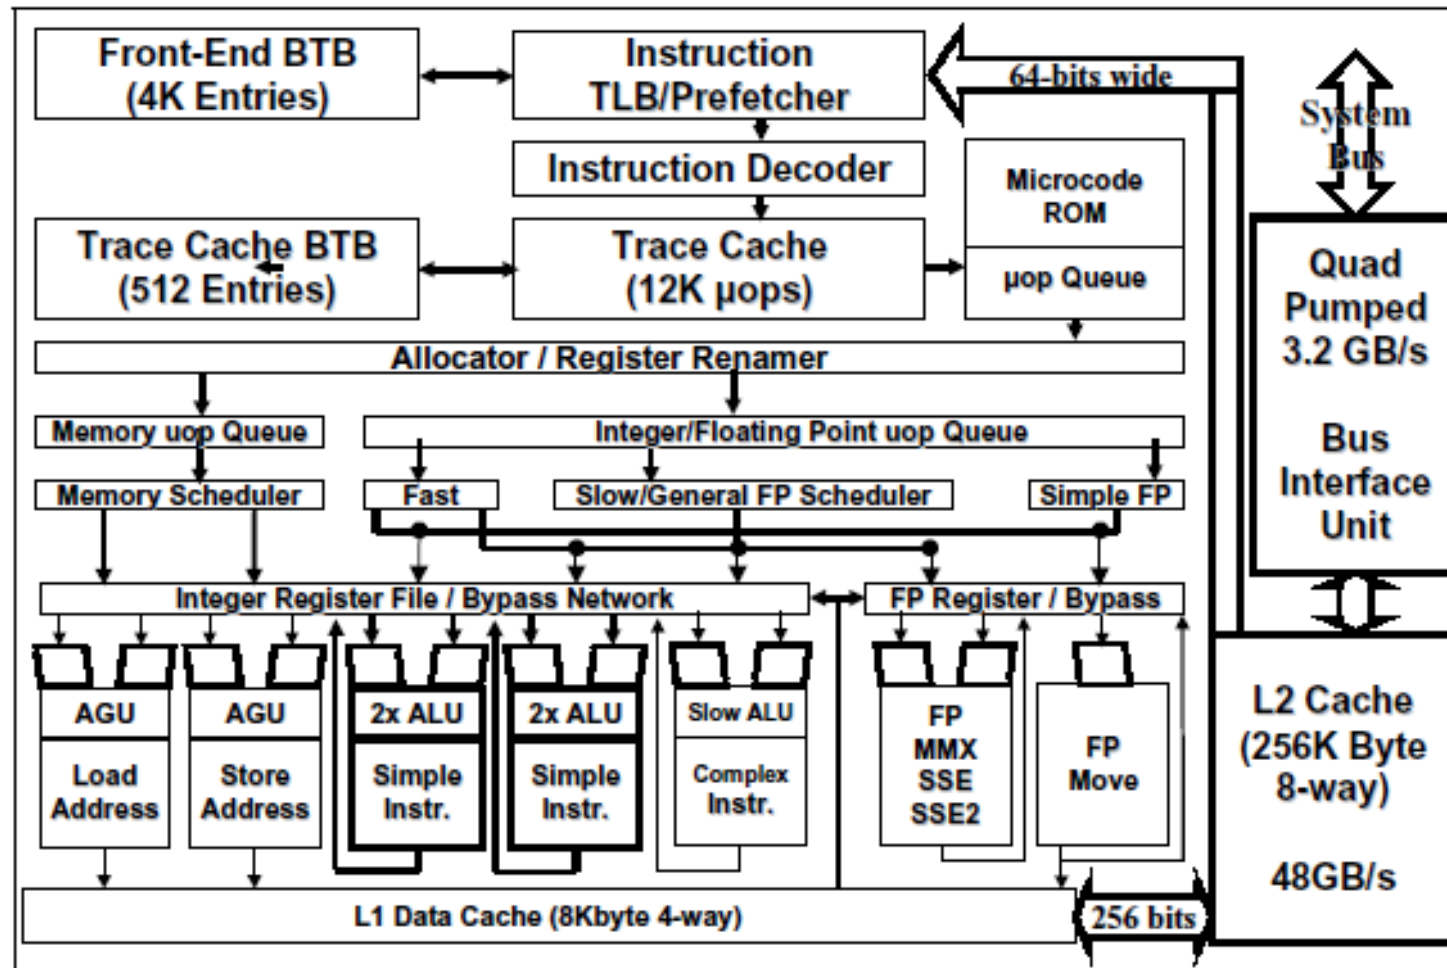 Front-End BTB
(4K Entries)
Instruction
TLB/Prefetcher
64-bits wide
System
Bus
Instruction Decoder
Microcode
ROM
Trace Cache BTB
(512 Entries)
Trace Cache
(12K µops)
µop Queue
Quad
Pumped
3.2 GB/s
Bus
Interface
Unit
Allocator / Register Renamer
Memory uop Queue
Integer/Floating Point uop Queue
Memory Scheduler
Fast
Slow/General FP Scheduler
Simple FP
Integer Register File / Bypass Network
FP Register / Bypass
AGU
Load
Address
AGU
Store
Address
2x ALU
Simple
Instr.
2x ALU
Simple
Instr.
Slow ALU
Complex
Instr.
FP
MMX
SSE
SSE2
FP
Move
L2 Cache
(256K Byte
8-way)
48GB/s
L1 Data Cache (8Kbyte 4-way)
256 bits